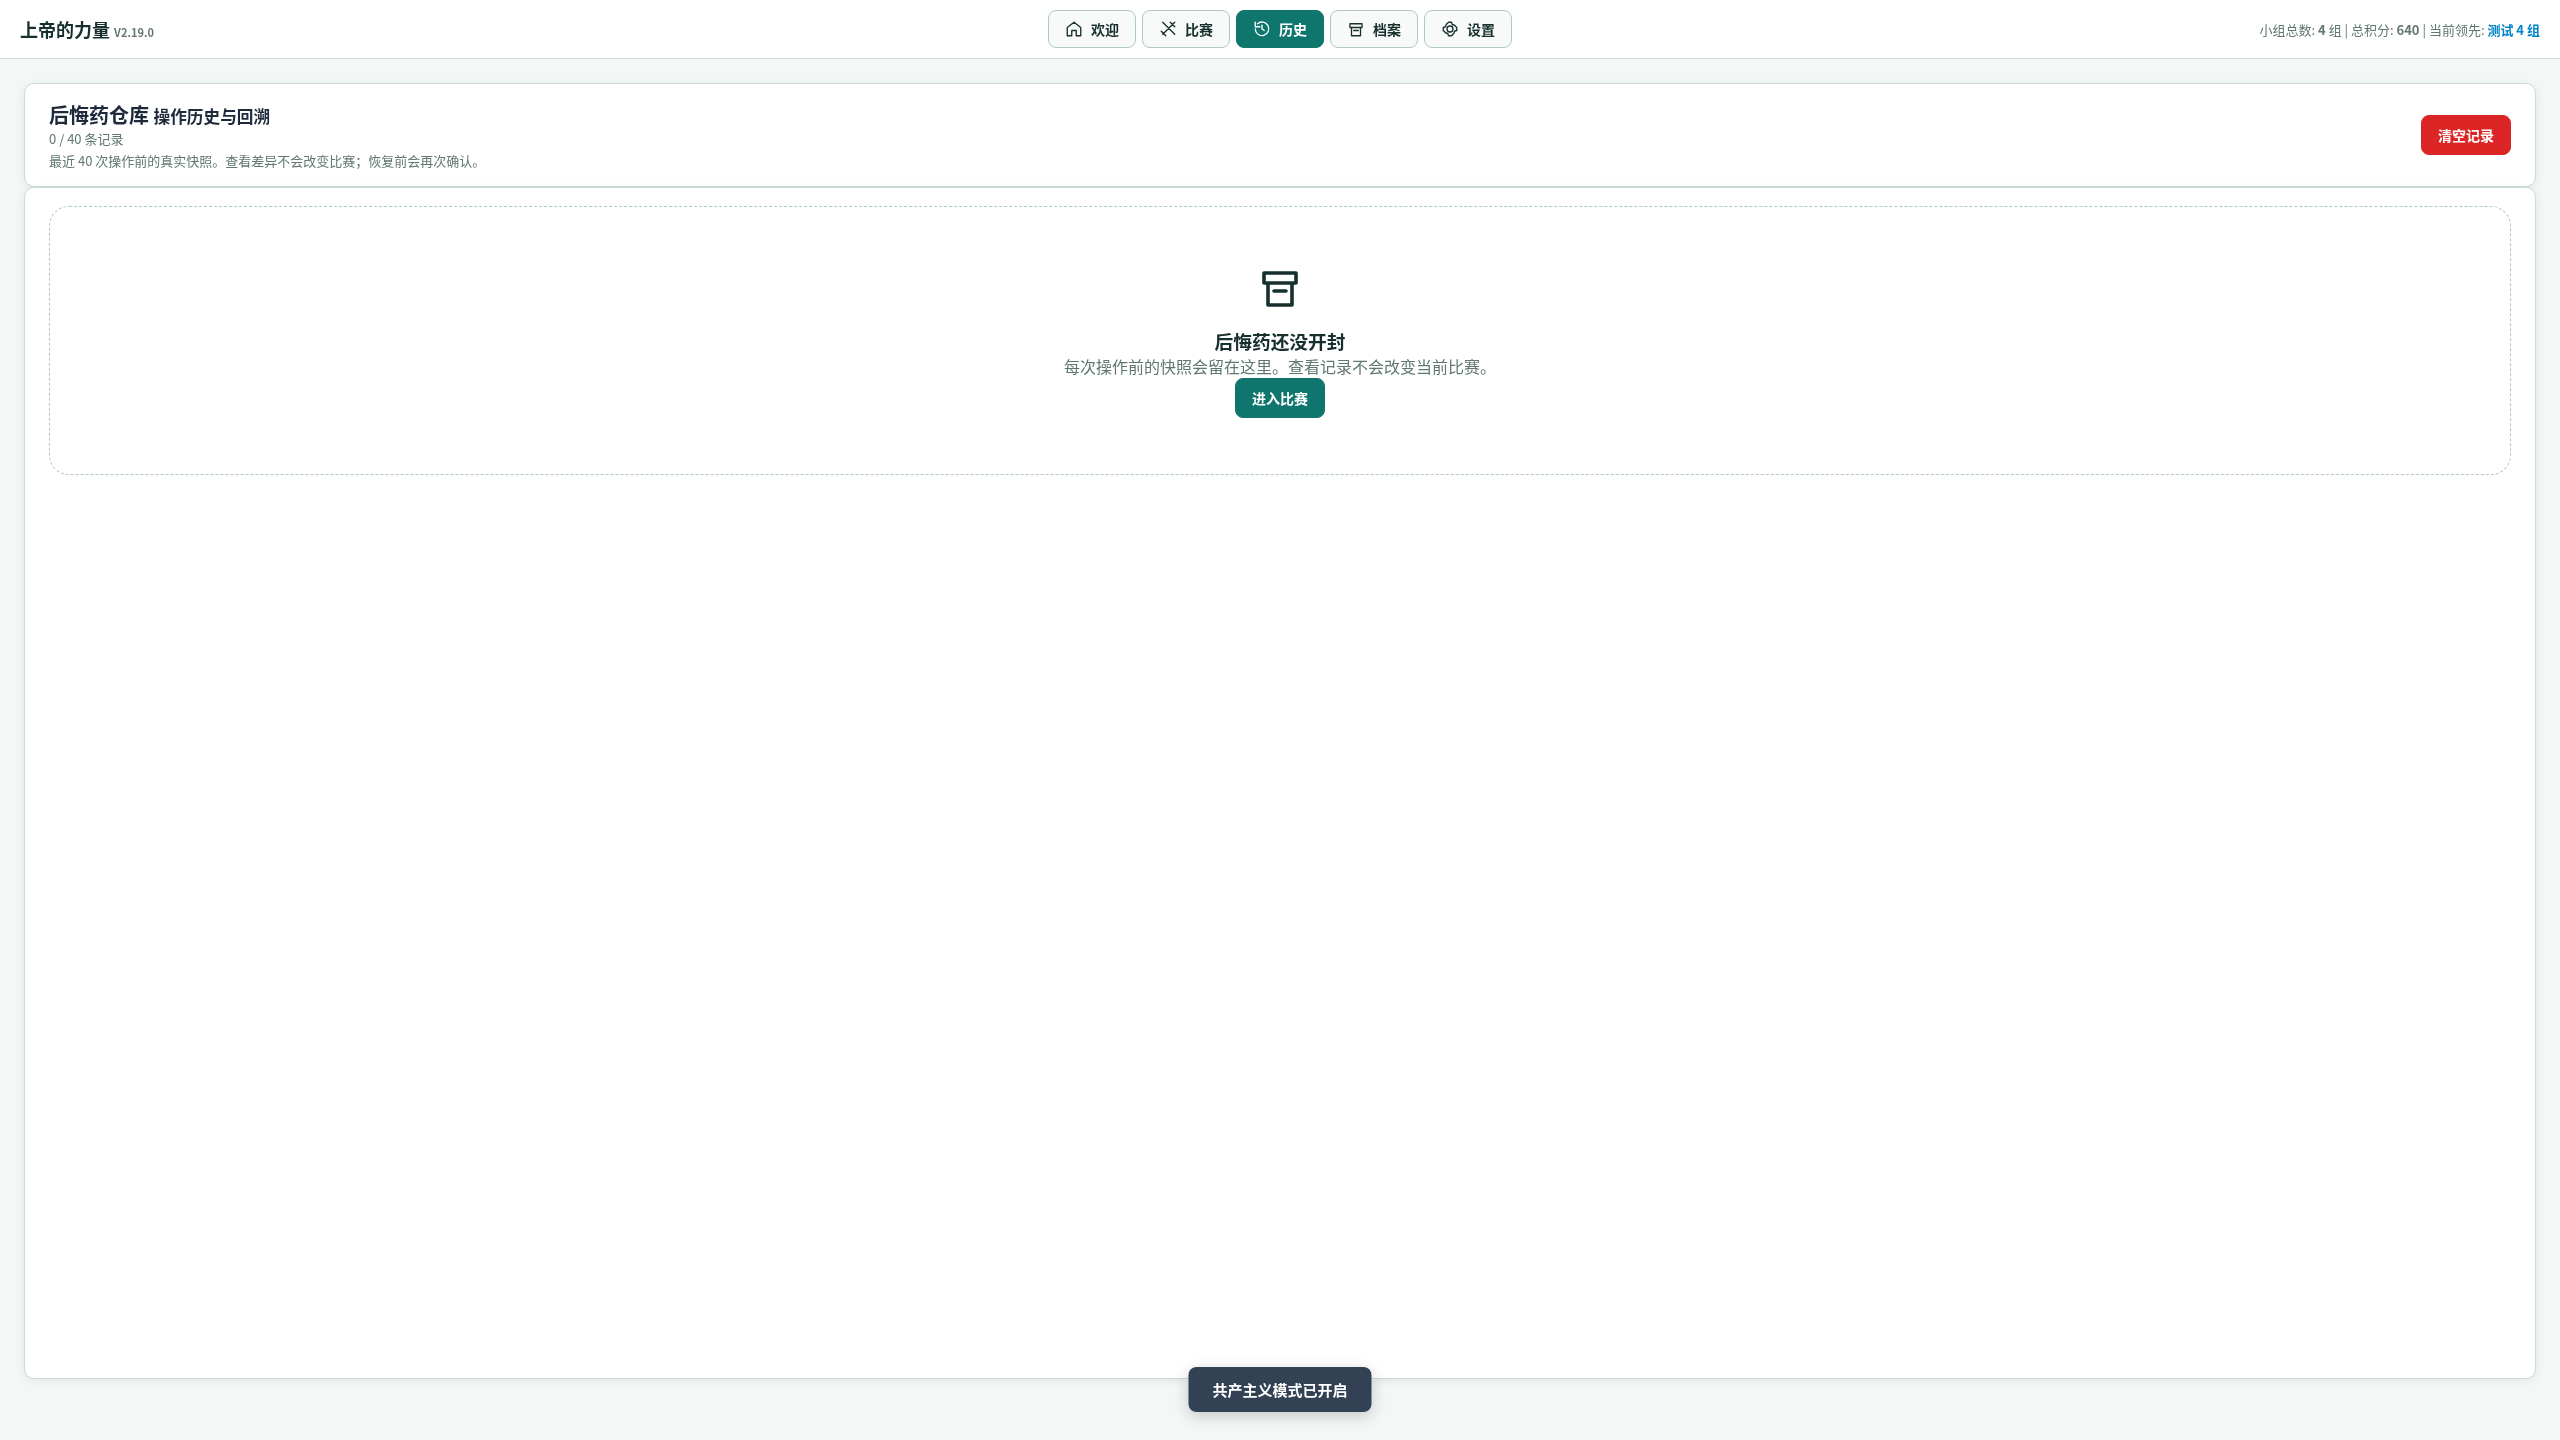 上帝的力量 V2.19.0
欢迎
比赛
历史
档案
设置
小组总数: 4 组 | 总积分: 640 | 当前领先: 测试 4 组
后悔药仓库 操作历史与回溯
0 / 40 条记录
最近 40 次操作前的真实快照。查看差异不会改变比赛；恢复前会再次确认。
清空记录
后悔药还没开封
每次操作前的快照会留在这里。查看记录不会改变当前比赛。
进入比赛
共产主义模式已开启